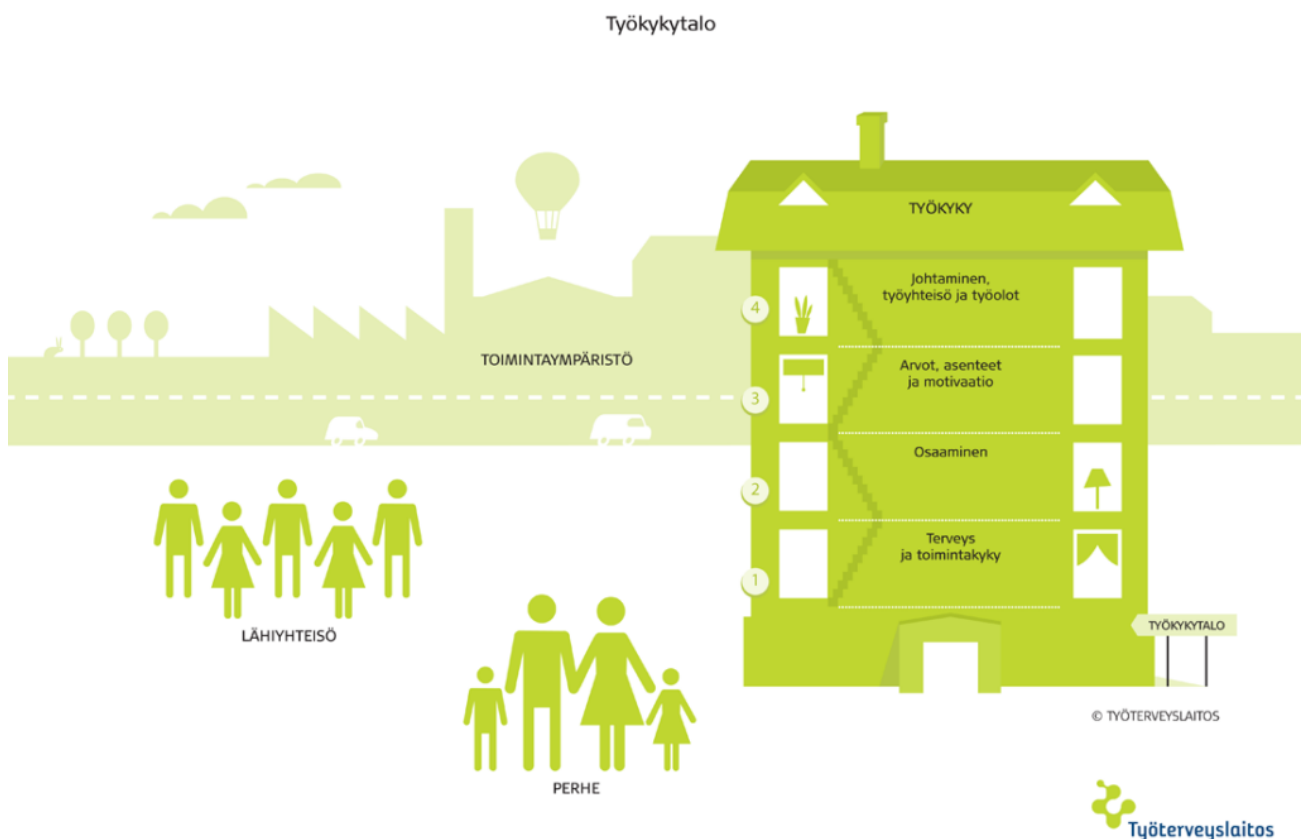 Työkykytalo
TYÖKYKY
4
Johtaminen,
työyhteisö ja työolot
TOIMINTAYMPÄRISTÖ
3
Arvot, asenteet
ja motivaatio
2
Osaaminen
1
Terveys
ja toimintakyky
LÄHIYHTEISÖ
TYÖKYKYTALO
PERHE
© TYÖTERVEYSLAITOS
Työterveyslaitos